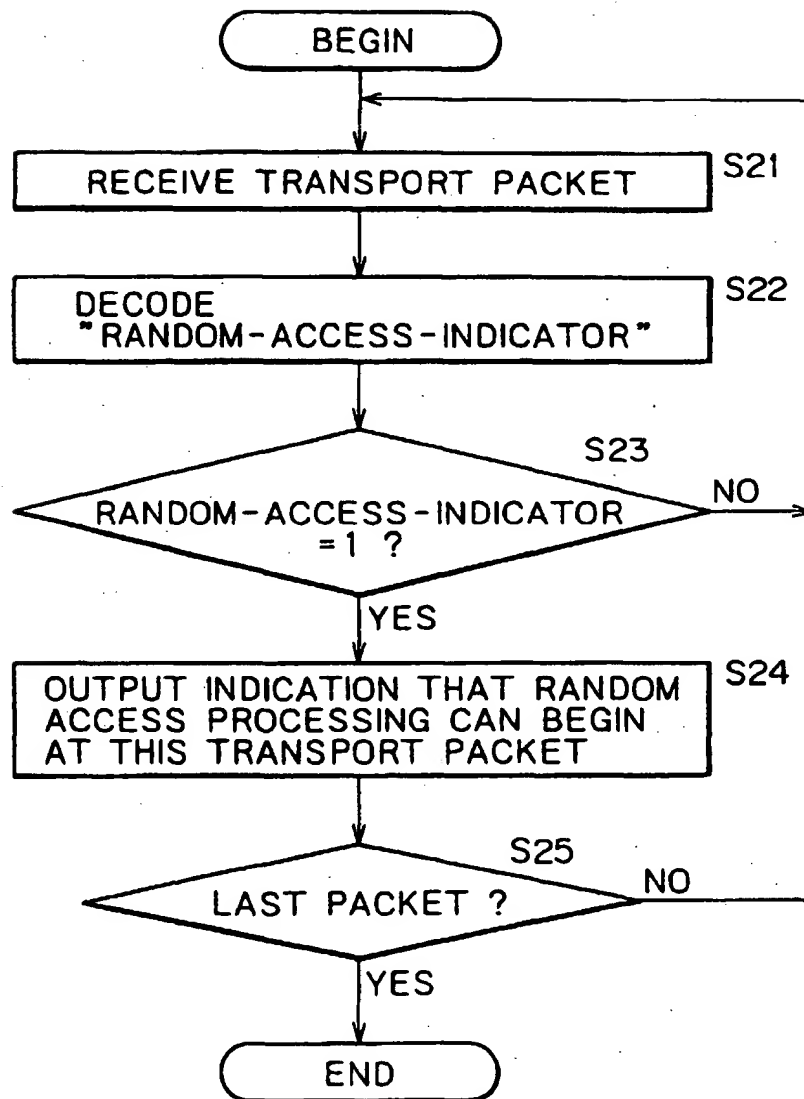 BEGIN
RECEIVE TRANSPORT PACKET
S21
DECODE
"RANDOM-ACCESS-INDICATOR"
S22
S23
RANDOM-ACCESS-INDICATOR
=1 ?
NO
YES
OUTPUT INDICATION THAT RANDOM
ACCESS PROCESSING CAN BEGIN
AT THIS TRANSPORT PACKET
S24
S25
LAST PACKET ?
NO
YES
END